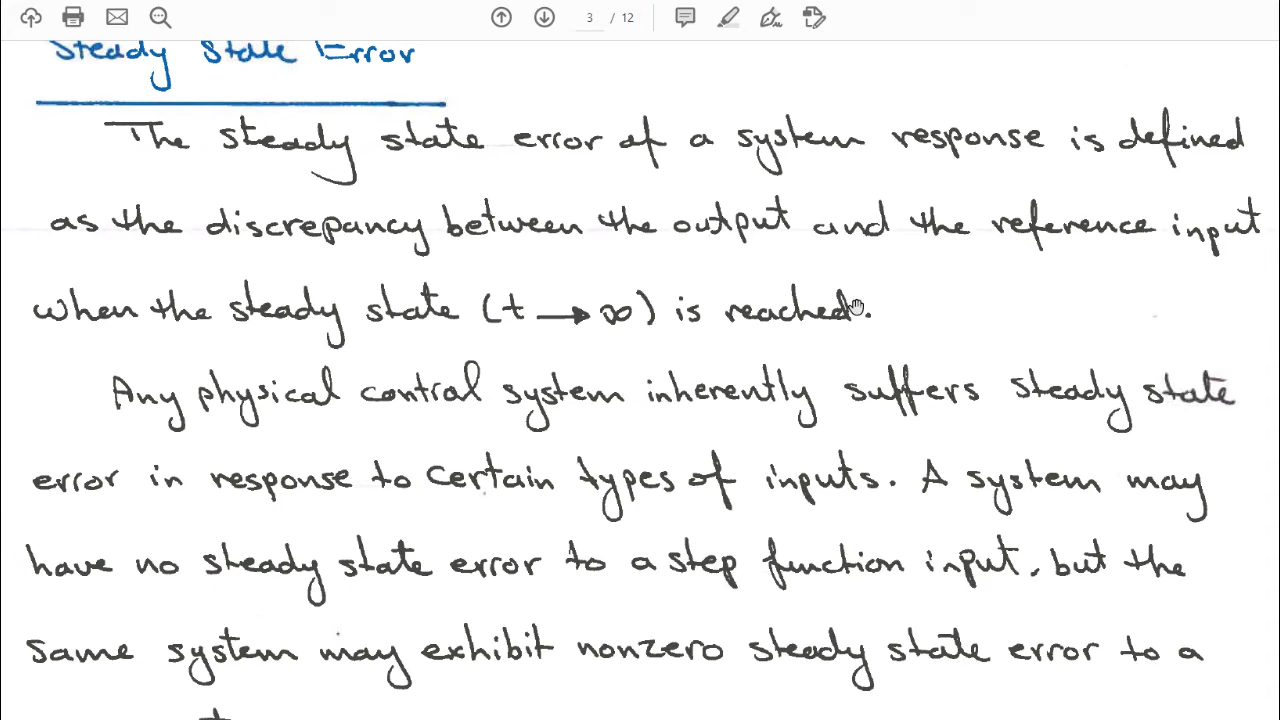 3 / 12
Steady State Error
The steady state error of a system response is defined
as the discrepancy between the output and the reference input
when the steady state (t → ∞) is reached.
Any physical control system inherently suffers steady state
error in response to certain types of inputs. A system may
have no steady state error to a step function input, but the
same system may exhibit nonzero steady state error to a